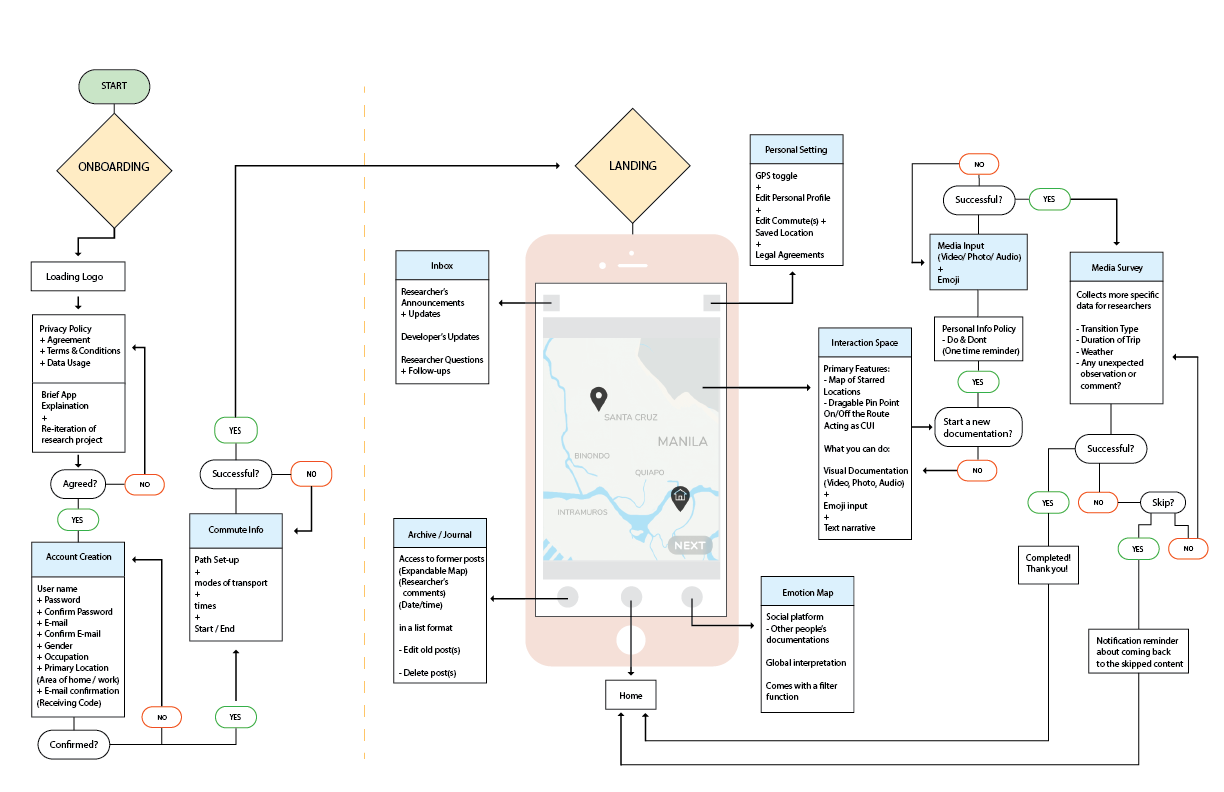 START
ONBOARDING
Loading Logo
Privacy Policy
+ Agreement
+ Terms & Conditions
+ Data Usage
Brief App
Explaination
+
Re-iteration of
research project
Agreed?
NO
YES
Account Creation
User name
+ Password
+ Confirm Password
+ E-mail
+ Confirm E-mail
+ Gender
+ Occupation
+ Primary Location
(Area of home / work)
+ E-mail confirmation
(Receiving Code)
NO
Confirmed?
YES
YES
Successful?
NO
Commute Info
Path Set-up
+
modes of transport
+
times
+
Start / End
LANDING
Inbox
Researcher's
Announcements
+ Updates
Developer's Updates
Researcher Questions
+ Follow-ups
Archive / Journal
Access to former posts
(Expandable Map)
(Researcher's
comments)
(Date/time)
in a list format
- Edit old post(s)
- Delete post(s)
SANTA CRUZ
MANILA
BINONDO
QUIAPO
INTRAMUROS
NEXT
Home
Personal Setting
GPS toggle
+
Edit Personal Profile
+
Edit Commute(s) +
Saved Location
+
Legal Agreements
Interaction Space
Primary Features:
- Map of Starred
Locations
- Dragable Pin Point
On/Off the Route
Acting as CUI
What you can do:
Visual Documentation
(Video, Photo, Audio)
+
Emoji input
+
Text narrative
Emotion Map
Social platform
- Other people's
documentations
Global interpretation
Comes with a filter
function
NO
Successful?
YES
Media Input
(Video/ Photo/ Audio)
+
Emoji
Personal Info Policy
- Do & Dont
(One time reminder)
YES
Start a new
documentation?
NO
Media Survey
Collects more specific
data for researchers
- Transition Type
- Duration of Trip
- Weather
- Any unexpected
observation or
comment?
Successful?
YES
NO
Skip?
YES
NO
Completed!
Thank you!
Notification reminder
about coming back
to the skipped content